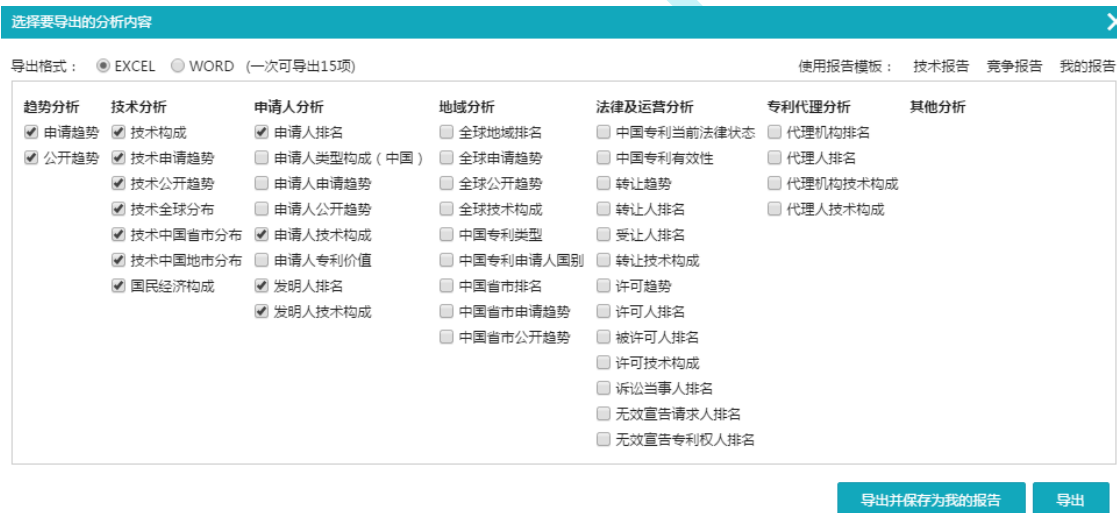 选择要导出的分析内容
导出格式： EXCEL WORD (一次可导出15项) 使用报告模板： 技术报告 竞争报告 我的报告
趋势分析 技术分析 申请人分析 地域分析 法律及运营分析 专利代理分析 其他分析
申请趋势 技术构成 申请人排名 全球地域排名 中国专利当前法律状态 代理机构排名
公开趋势 技术申请趋势 申请人类型构成（中国） 全球申请趋势 中国专利有效性 代理人排名
技术公开趋势 申请人申请趋势 全球公开趋势 转让趋势 代理机构技术构成
技术全球分布 申请人公开趋势 全球技术构成 转让人排名 代理人技术构成
技术中国省市分布 申请人技术构成 中国专利类型 受让人排名
技术中国地市分布 申请人专利价值 中国专利申请人国别 转让技术构成
国民经济构成 发明人排名 中国省市排名 许可趋势
发明人技术构成 中国省市申请趋势 许可人排名
中国省市公开趋势 被许可人排名
许可技术构成
诉讼当事人排名
无效宣告请求人排名
无效宣告专利权人排名
导出并保存为我的报告 导出